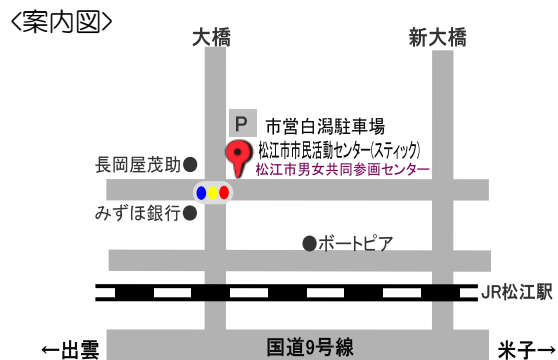 〈案内図〉
大橋
新大橋
P
市営白潟駐車場
松江市市民活動センター(スティック)
松江市男女共同参画センター
長岡屋茂助●
みずほ銀行●
●ボートピア
JR松江駅
←出雲
国道9号線
米子→